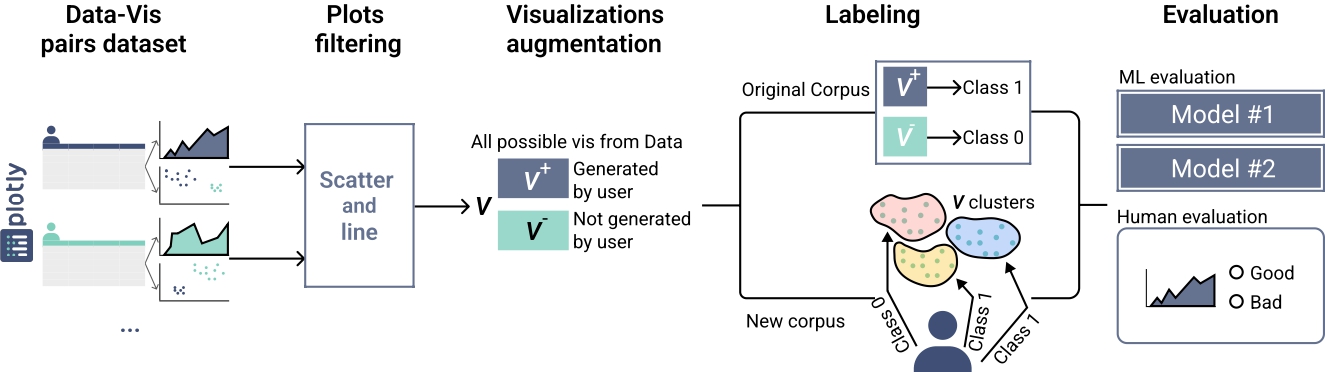 Data-Vis
pairs dataset
Plots
filtering
Visualizations
augmentation
Labeling
Evaluation
plotly
...
Scatter
and
line
V
All possible vis from Data
V+
Generated
by user
V-
Not generated
by user
Original Corpus
V+
Class 1
V-
Class 0
V clusters
New corpus
Class 0
Class 1
Class 1
ML evaluation
Model #1
Model #2
Human evaluation
Good
Bad